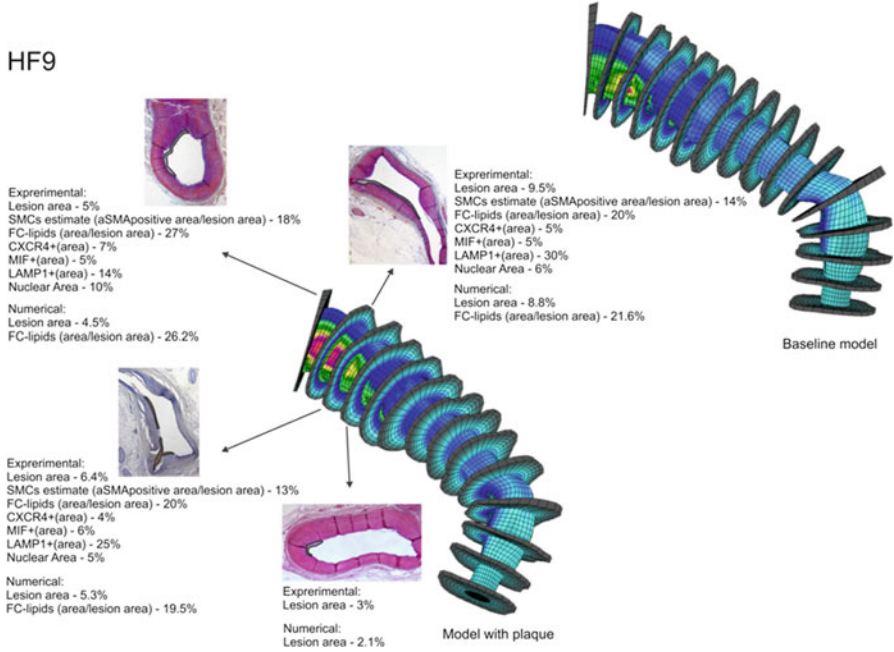 HF9
Exprerimental:
Lesion area - 5%
SMCs estimate (aSMApositive area/lesion area) - 18%
FC-lipids (area/lesion area) - 27%
CXCR4+(area) - 7%
MIF+(area) - 5%
LAMP1+(area) - 14%
Nuclear Area - 10%
Numerical:
Lesion area - 4.5%
FC-lipids (area/lesion area) - 26.2%
Exprerimental:
Lesion area - 9.5%
SMCs estimate (aSMApositive area/lesion area) - 14%
FC-lipids (area/lesion area) - 20%
CXCR4+(area) - 5%
MIF+(area) - 5%
LAMP1+(area) - 30%
Nuclear Area - 6%
Numerical:
Lesion area - 8.8%
FC-lipids (area/lesion area) - 21.6%
Baseline model
Exprerimental:
Lesion area - 6.4%
SMCs estimate (aSMApositive area/lesion area) - 13%
FC-lipids (area/lesion area) - 20%
CXCR4+(area) - 4%
MIF+(area) - 6%
LAMP1+(area) - 25%
Nuclear Area - 5%
Numerical:
Lesion area - 5.3%
FC-lipids (area/lesion area) - 19.5%
Exprerimental:
Lesion area - 3%
Numerical:
Lesion area - 2.1%
Model with plaque